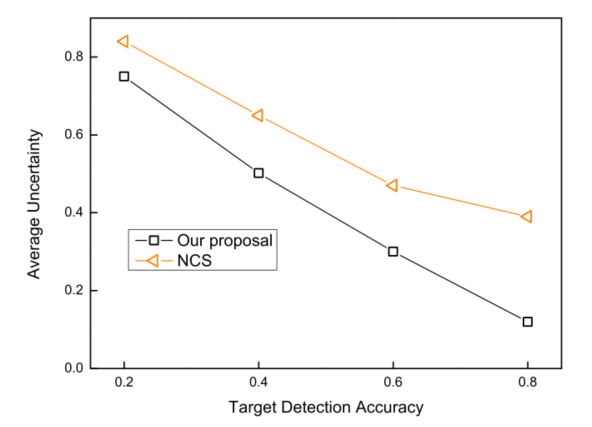 0.8
0.6
0.4
0.2
0.0
Average Uncertainty
Our proposal
NCS
0.2 0.4 0.6 0.8
Target Detection Accuracy